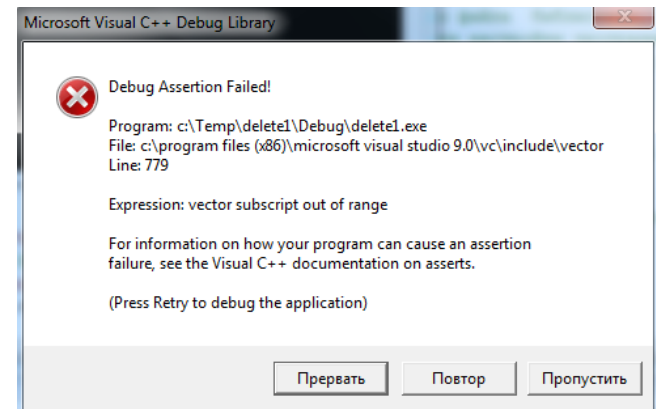 Microsoft Visual C++ Debug Library
Debug Assertion Failed!
Program: c:\Temp\delete1\Debug\delete1.exe
File: c:\program files (x86)\microsoft visual studio 9.0\vc\include\vector
Line: 779
Expression: vector subscript out of range
For information on how your program can cause an assertion
failure, see the Visual C++ documentation on asserts.
(Press Retry to debug the application)
Прервать Повтор Пропустить